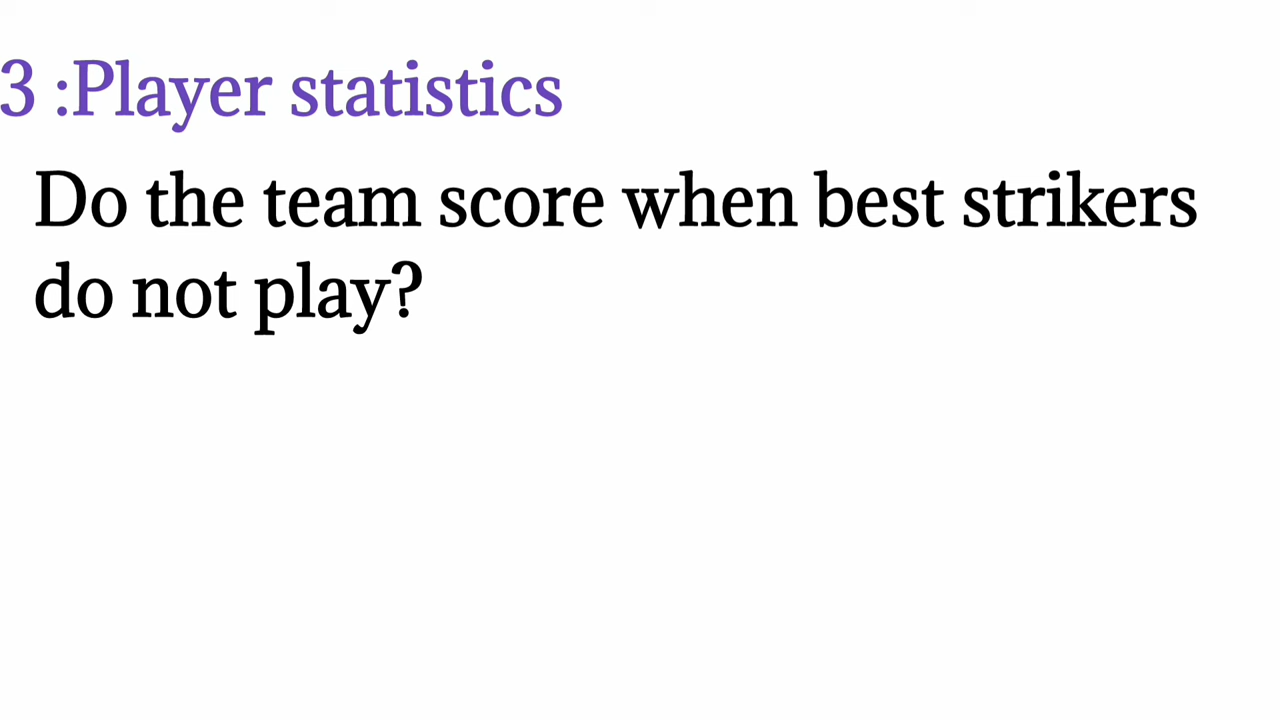 3 :Player statistics
Do the team score when best strikers
do not play?